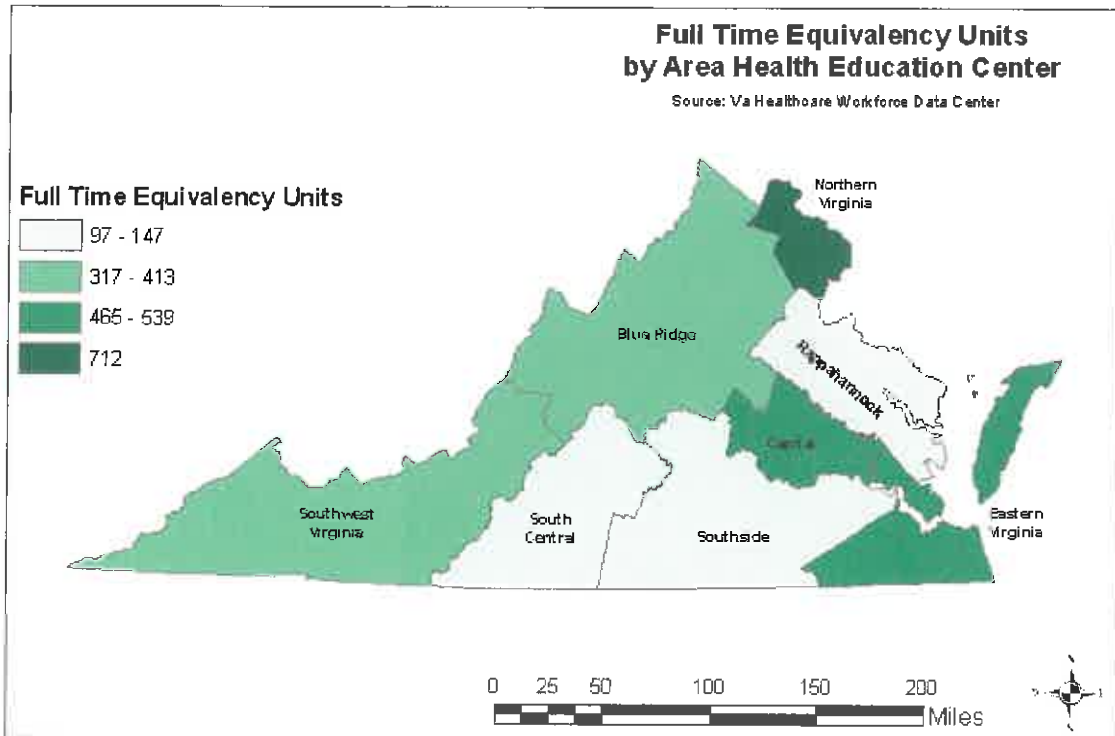 Full Time Equivalency Units
by Area Health Education Center
Source: Va Healthcare Workforce Data Center
Full Time Equivalency Units
97 - 147
317 - 413
465 - 539
712
Northern
Virginia
Blue Ridge
Rappahannock
Capital
Eastern
Virginia
Southwest
Virginia
South
Central
Southside
0 25 50 100 150 200
Miles